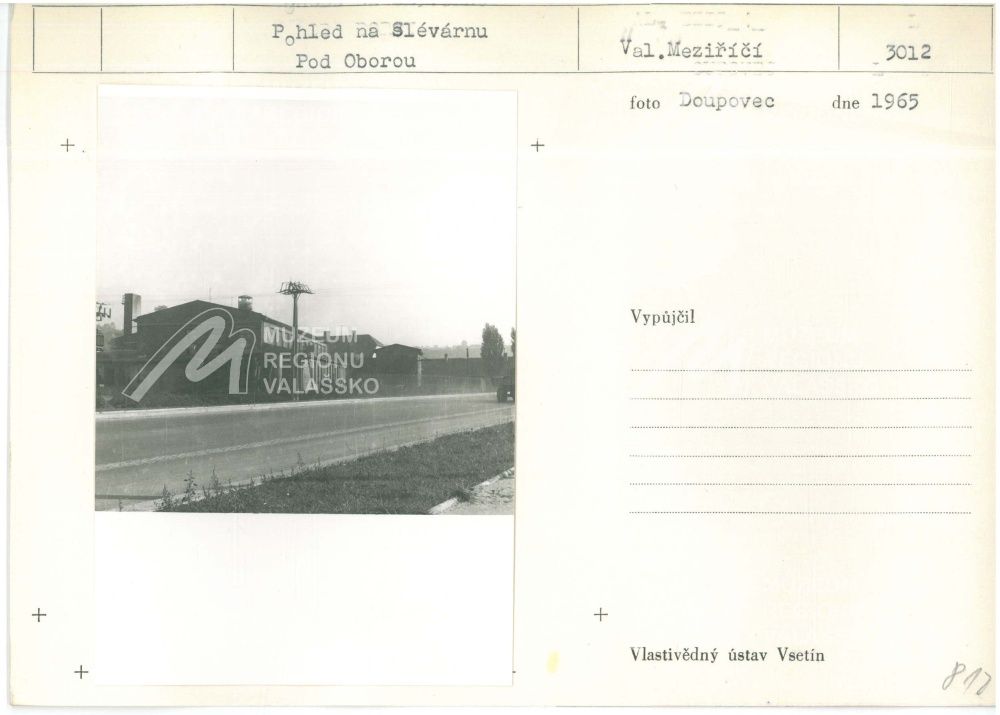 Pohled na Slévárnu
Pod Oborou
Val.Meziříčí
3012
foto Doupovec dne 1965
MUZEUM
REGIONU
VALAŠSKO
Vypůjčil
Vlastivědný ústav Vsetín